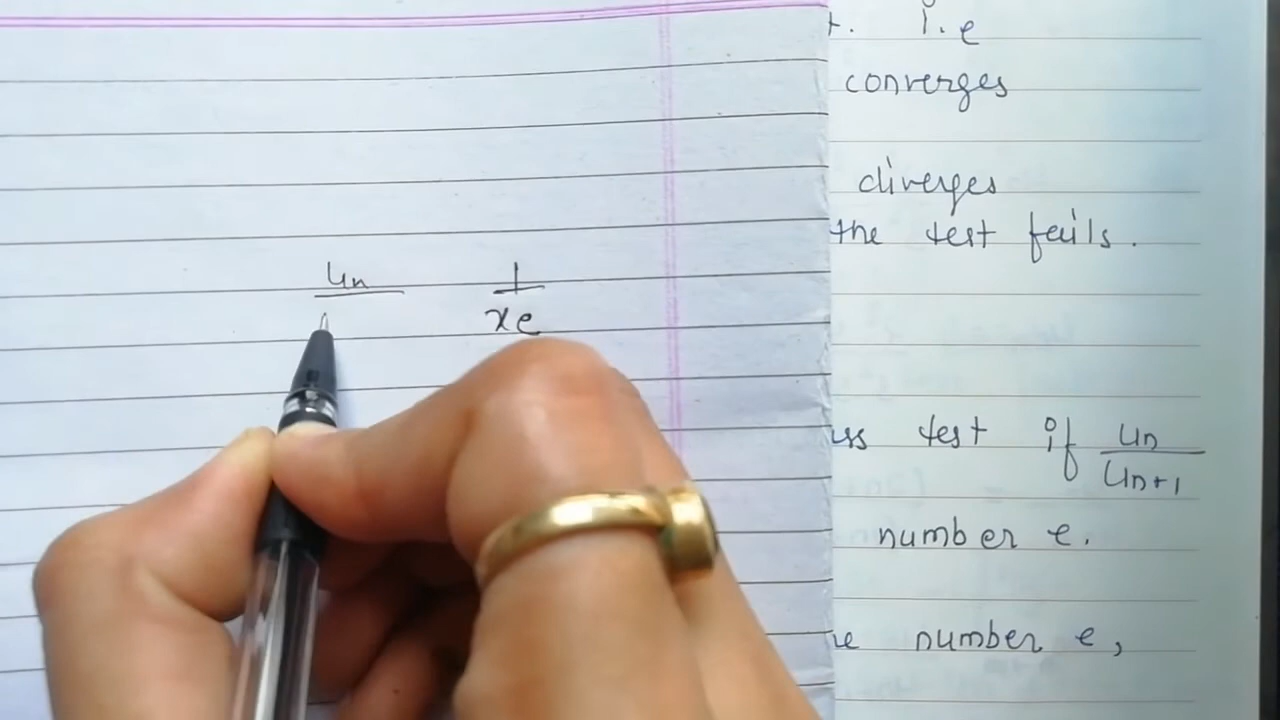 un 1
xe
t. i.e
converges
diverges
the test fails.
test if un
un+1
number e.
number e,